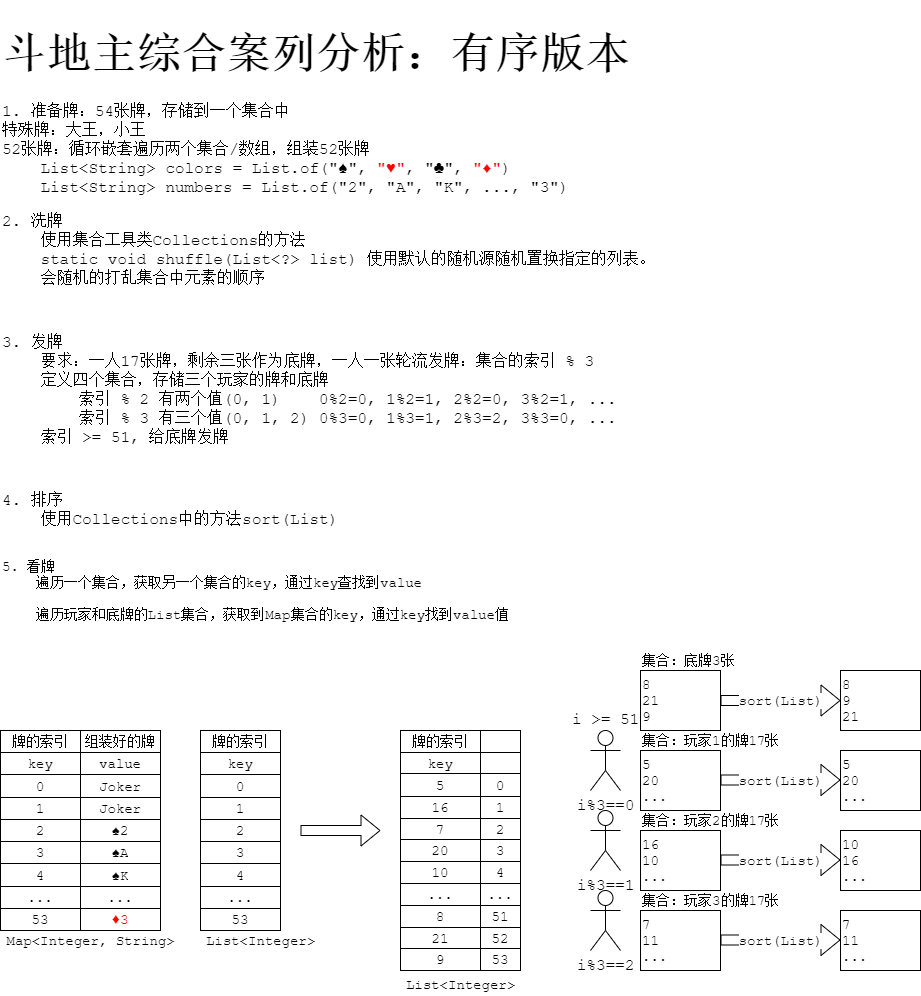 斗地主综合案列分析：有序版本
1. 准备牌：54张牌，存储到一个集合中
特殊牌：大王，小王
52张牌：循环嵌套遍历两个集合/数组，组装52张牌
List<String> colors = List.of("♠", "♥", "♣", "♦")
List<String> numbers = List.of("2", "A", "K", ..., "3")
2. 洗牌
使用集合工具类Collections的方法
static void shuffle(List<?> list) 使用默认的随机源随机置换指定的列表。
会随机的打乱集合中元素的顺序
3. 发牌
要求：一人17张牌，剩余三张作为底牌，一人一张轮流发牌：集合的索引 % 3
定义四个集合，存储三个玩家的牌和底牌
索引 % 2 有两个值(0, 1) 0%2=0, 1%2=1, 2%2=0, 3%2=1, ...
索引 % 3 有三个值(0, 1, 2) 0%3=0, 1%3=1, 2%3=2, 3%3=0, ...
索引 >= 51, 给底牌发牌
4. 排序
使用Collections中的方法sort(List)
5. 看牌
遍历一个集合，获取另一个集合的key，通过key查找到value
遍历玩家和底牌的List集合，获取到Map集合的key，通过key找到value值
牌的索引 组装好的牌
key value
0 Joker
1 Joker
2 ♠2
3 ♠A
4 ♠K
... ...
53 ♦3
Map<Integer, String>
牌的索引
key
0
1
2
3
4
...
53
List<Integer>
牌的索引
key
5 0
16 1
7 2
20 3
10 4
... ...
8 51
21 52
9 53
List<Integer>
集合：底牌3张
i >= 51
8
21
9
sort(List)
8
9
21
集合：玩家1的牌17张
i%3==0
5
20
...
sort(List)
5
20
...
集合：玩家2的牌17张
i%3==1
16
10
...
sort(List)
10
16
...
集合：玩家3的牌17张
i%3==2
7
11
...
sort(List)
7
11
...